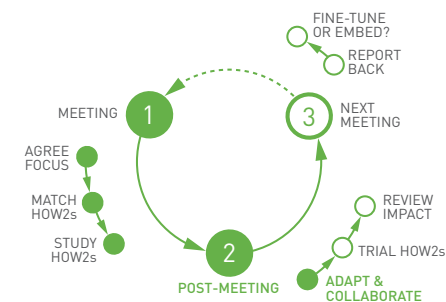 FINE-TUNE
OR EMBED?
REPORT
BACK
MEETING
1
3
NEXT
MEETING
AGREE
FOCUS
MATCH
HOW2s
STUDY
HOW2s
2
POST-MEETING
REVIEW
IMPACT
TRIAL HOW2s
ADAPT &
COLLABORATE